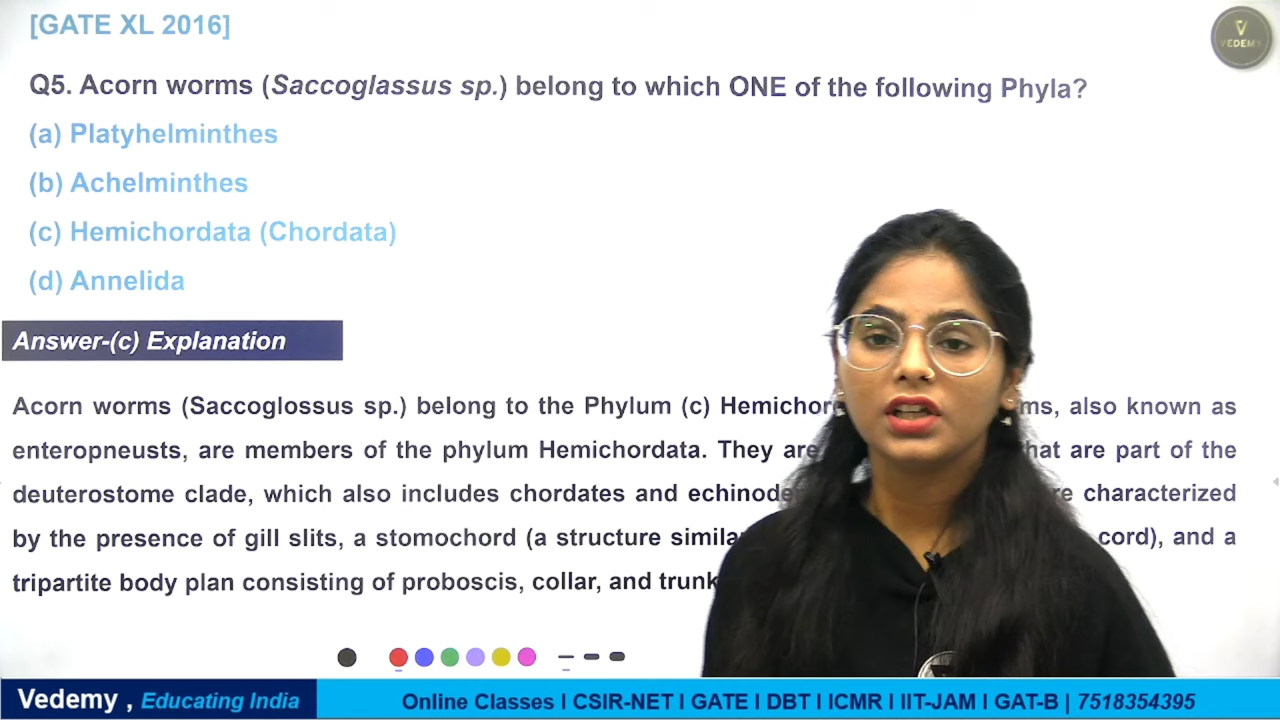 [GATE XL 2016]
VEDEMY
Q5. Acorn worms (Saccoglassus sp.) belong to which ONE of the following Phyla?
(a) Platyhelminthes
(b) Achelminthes
(c) Hemichordata (Chordata)
(d) Annelida
Answer-(c) Explanation
Acorn worms (Saccoglossus sp.) belong to the Phylum (c) Hemichor ms, also known as
enteropneusts, are members of the phylum Hemichordata. They are hat are part of the
deuterostome clade, which also includes chordates and echinode re characterized
by the presence of gill slits, a stomochord (a structure simila cord), and a
tripartite body plan consisting of proboscis, collar, and trunk
Vedemy , Educating India
Online Classes I CSIR-NET I GATE I DBT I ICMR I IIT-JAM I GAT-B | 7518354395